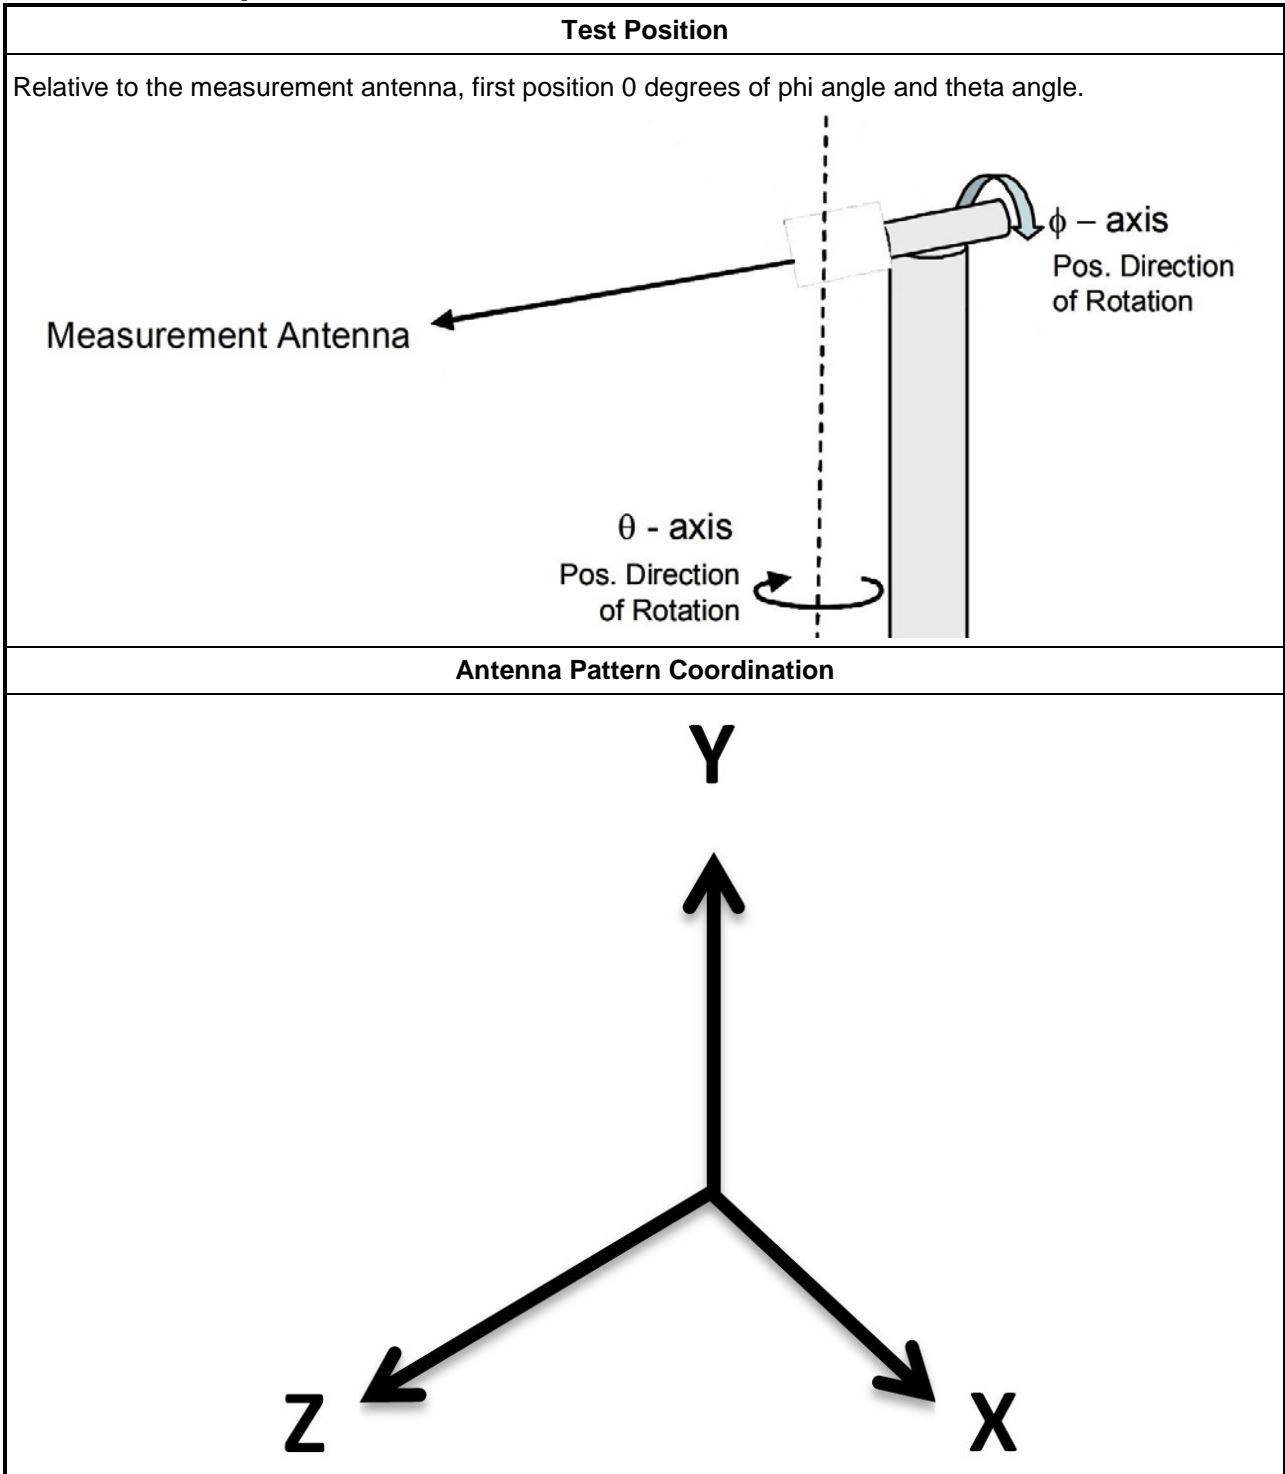 Test Position
Relative to the measurement antenna, first position 0 degrees of phi angle and theta angle.
ϕ – axis
Pos. Direction
of Rotation
Measurement Antenna
θ - axis
Pos. Direction
of Rotation
Antenna Pattern Coordination
Y
Z
X